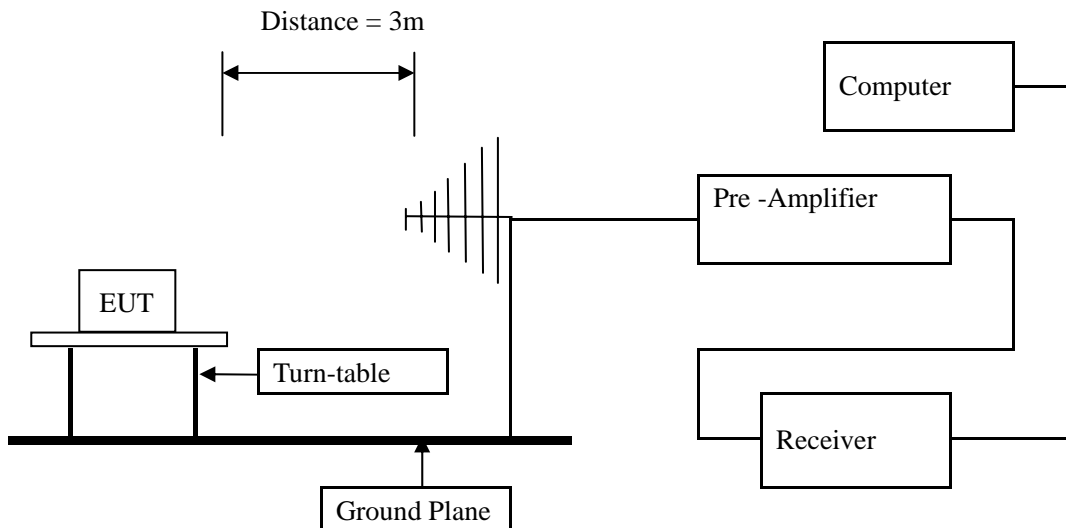 Distance = 3m
Computer
Pre -Amplifier
EUT
Turn-table
Receiver
Ground Plane